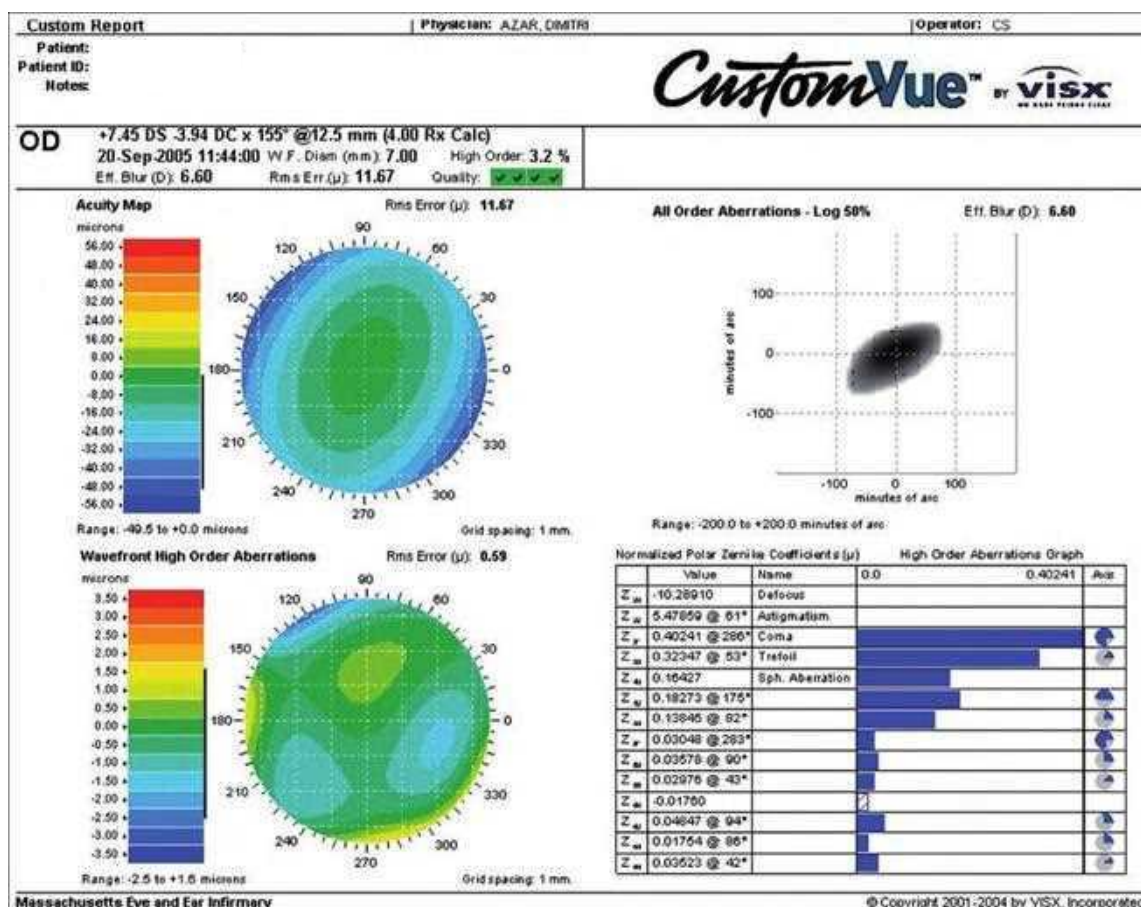 Custom Report | Physician: AZAR, DIMITRI | Operator: CS
Patient:
Patient ID:
Notes:
CustomVue™ BY VISX
OD
+7.45 DS -3.94 DC x 155° @12.5 mm (4.00 Rx Calc)
20-Sep-2005 11:44:00 W.F. Diam (mm): 7.00 High Order: 3.2 %
Eff. Blur (D): 6.60 Rms Err.(µ): 11.67 Quality:
Acuity Map Rms Error (µ): 11.67
microns
56.00
48.00
40.00
32.00
24.00
16.00
8.00
0.00
-8.00
-16.00
-24.00
-32.00
-40.00
-48.00
-56.00
90
120 60
150 30
180 0
210 330
240 300
270
Range: -49.5 to +0.0 microns Grid spacing: 1 mm.
All Order Aberrations - Log 50% Eff. Blur (D): 6.60
minutes of arc
100
0
-100
-100 0 100
minutes of arc
Range: -200.0 to +200.0 minutes of arc
Wavefront High Order Aberrations Rms Error (µ): 0.59
microns
3.50
3.00
2.50
2.00
1.50
1.00
0.50
0.00
-0.50
-1.00
-1.50
-2.00
-2.50
-3.00
-3.50
90
120 60
150 30
180 0
210 330
240 300
270
Range: -2.5 to +1.6 microns Grid spacing: 1 mm.
Normalized Polar Zernike Coefficients (µ) High Order Aberrations Graph
Value Name 0.0 0.40241 Axis
Z -10.28910 Defocus
Z 5.47859 @ 61° Astigmatism
Z 0.40241 @ 286° Coma
Z 0.32347 @ 53° Trefoil
Z 0.16427 Sph. Aberration
Z 0.18273 @ 175°
Z 0.13846 @ 82°
Z 0.03048 @ 283°
Z 0.03578 @ 90°
Z 0.02976 @ 43°
Z -0.01760
Z 0.04847 @ 94°
Z 0.01754 @ 86°
Z 0.03523 @ 42°
Massachusetts Eye and Ear Infirmary © Copyright 2001-2004 by VISX, Incorporated